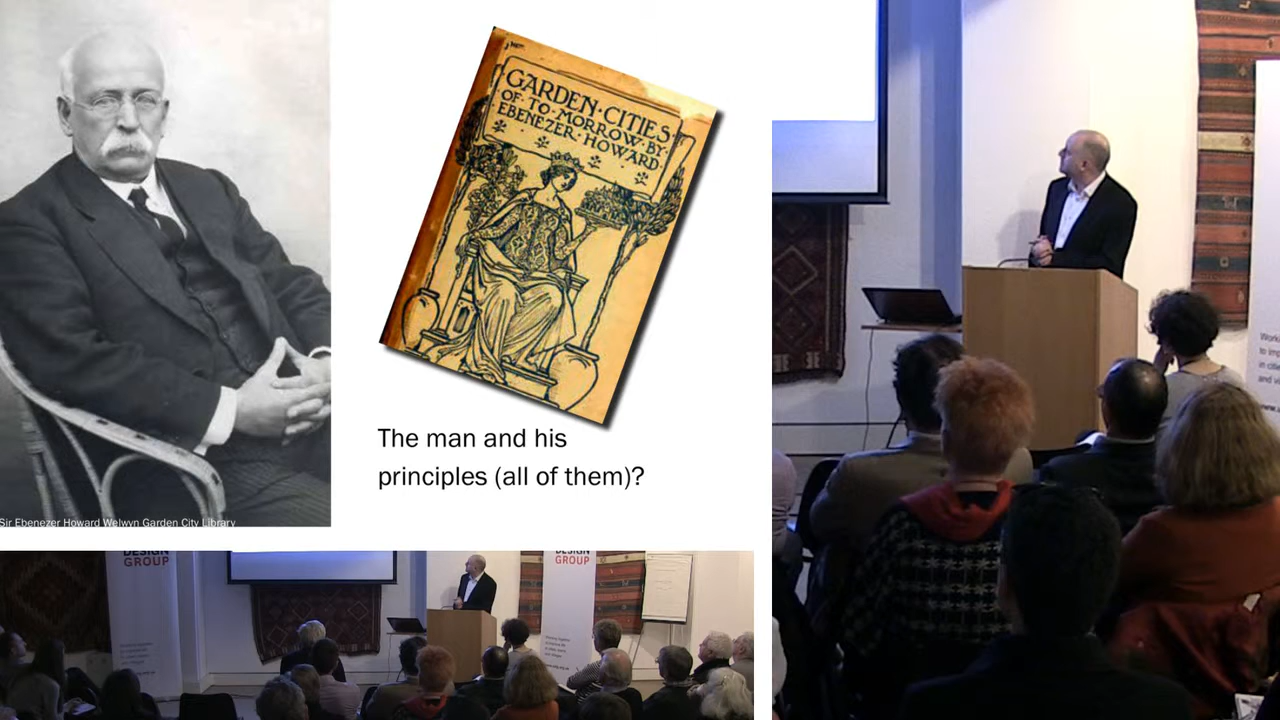 GARDEN·CITIES·
OF·TO-MORROW·BY·
EBENEZER·HOWARD.
The man and his
principles (all of them)?
Sir Ebenezer Howard Welwyn Garden City Library
DESIGN
GROUP
DESIGN
GROUP